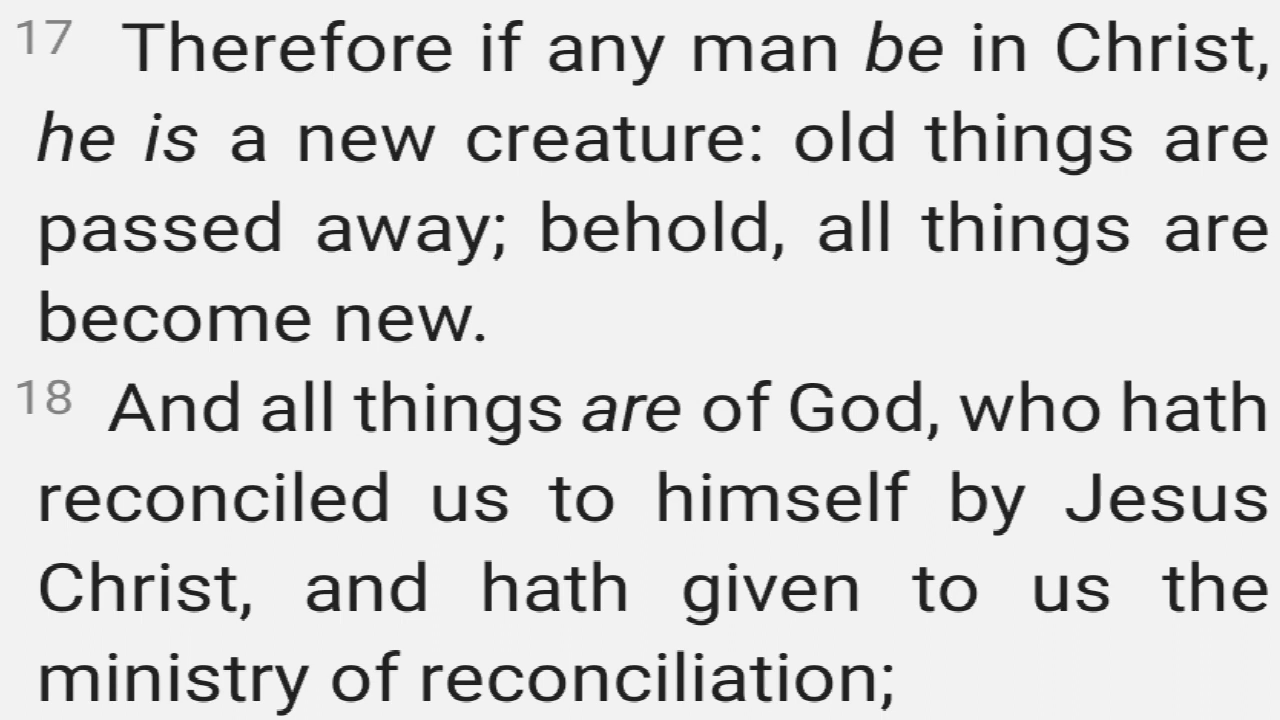 17 Therefore if any man be in Christ,
he is a new creature: old things are
passed away; behold, all things are
become new.
18 And all things are of God, who hath
reconciled us to himself by Jesus
Christ, and hath given to us the
ministry of reconciliation;